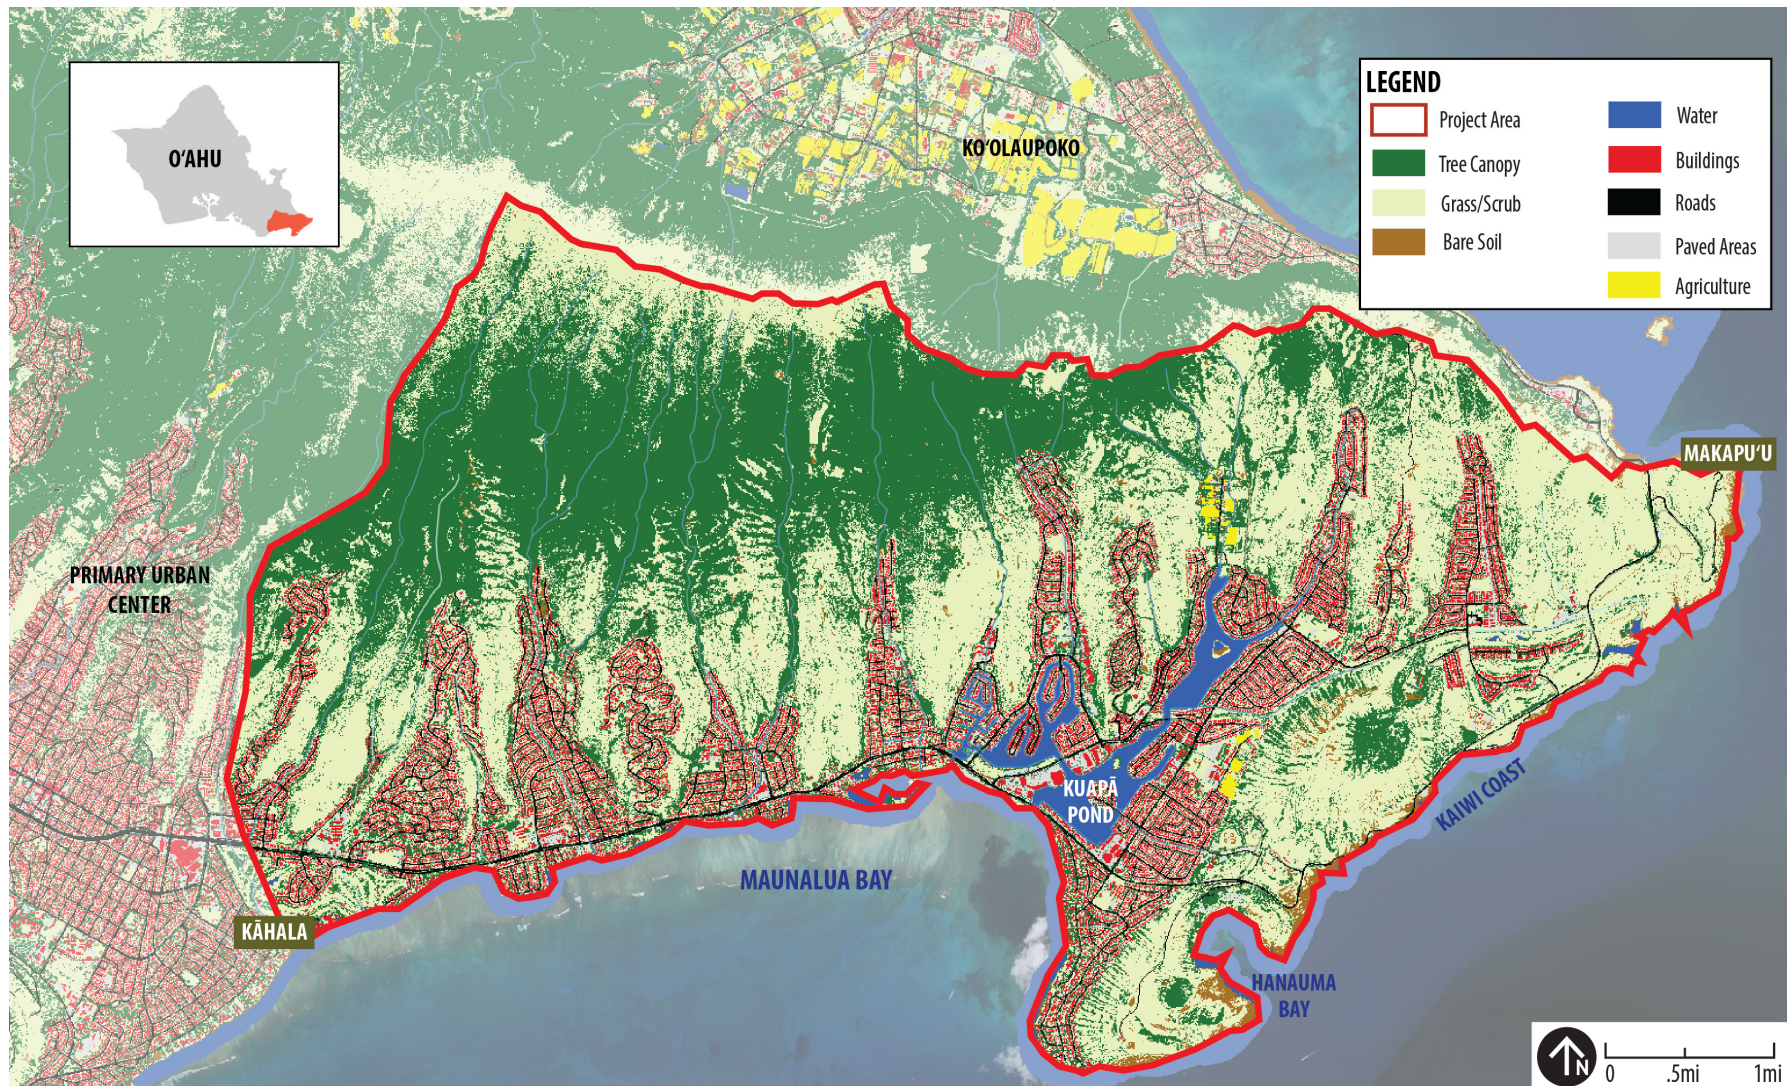 O‘AHU
KO‘OLAUPOKO
LEGEND
Project Area
Tree Canopy
Grass/Scrub
Bare Soil
Water
Buildings
Roads
Paved Areas
Agriculture
MAKAPU‘U
PRIMARY URBAN
CENTER
KUAPĀ
POND
KAIWI COAST
MAUNALUA BAY
KĀHALA
HANAUMA
BAY
N
0 .5mi 1mi